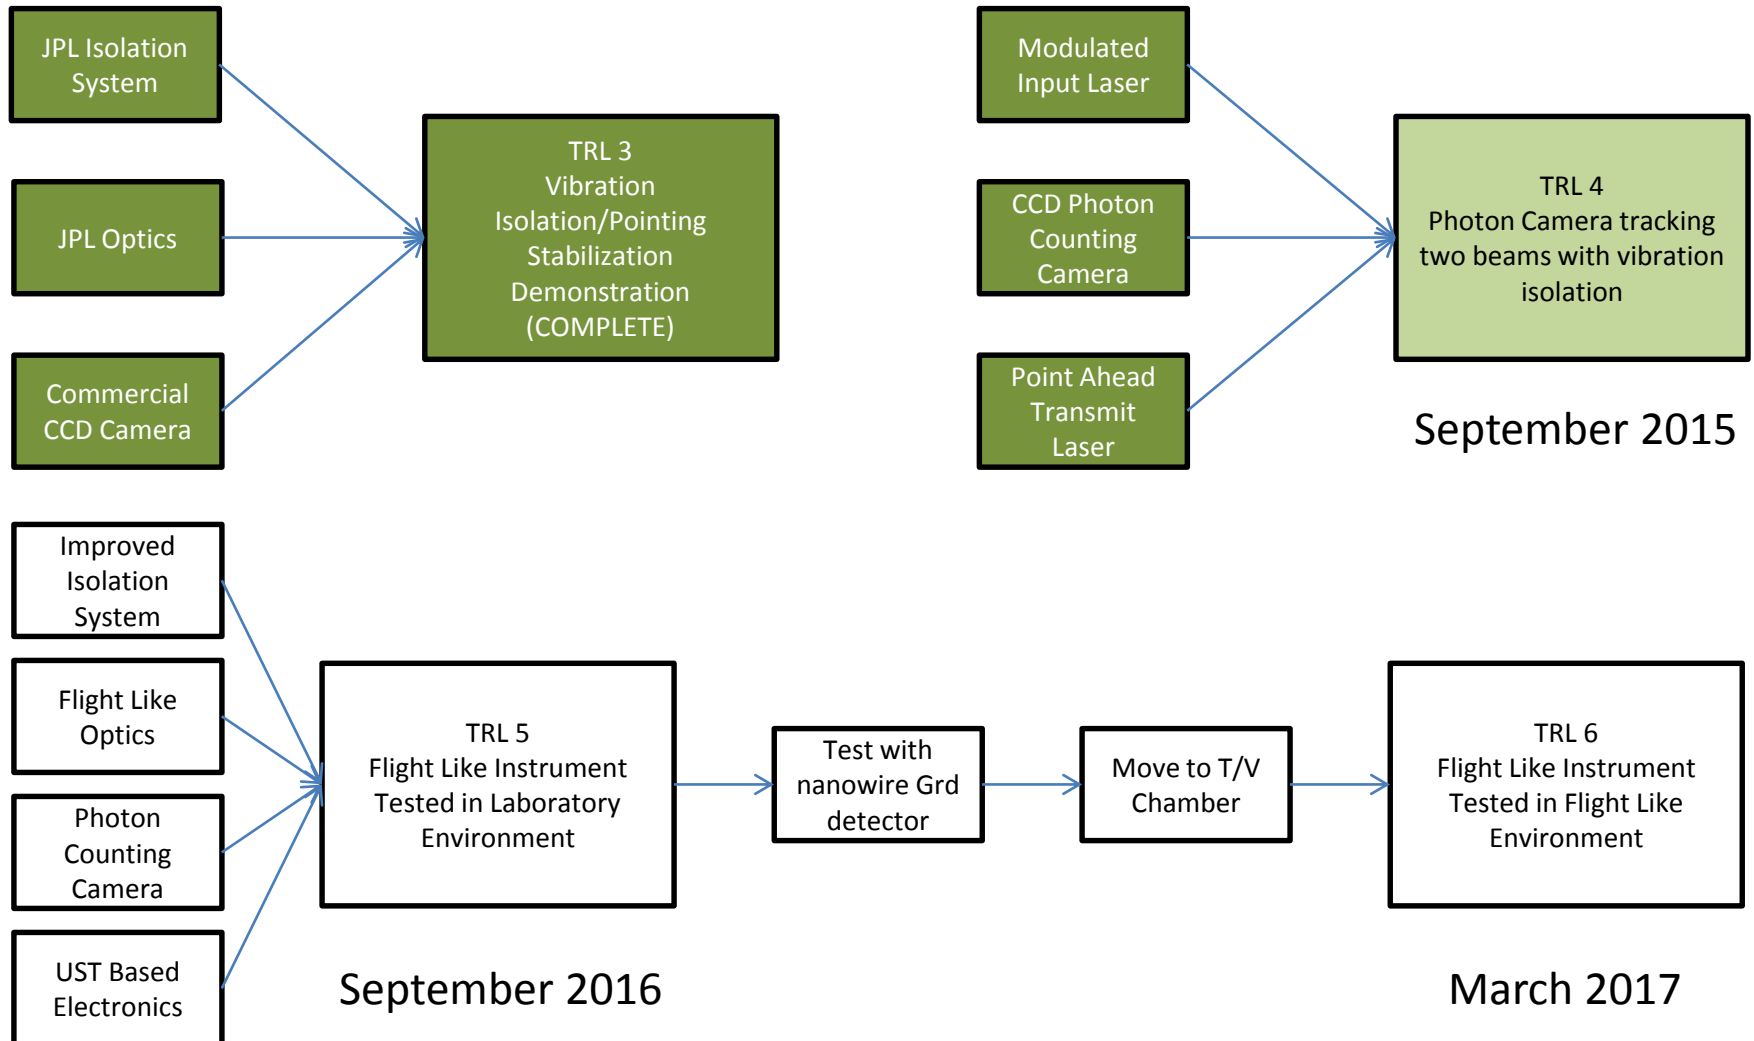 JPL Isolation
System
JPL Optics
Commercial
CCD Camera
TRL 3
Vibration
Isolation/Pointing
Stabilization
Demonstration
(COMPLETE)
Modulated
Input Laser
CCD Photon
Counting
Camera
Point Ahead
Transmit
Laser
TRL 4
Photon Camera tracking
two beams with vibration
isolation
September 2015
Improved
Isolation
System
Flight Like
Optics
Photon
Counting
Camera
UST Based
Electronics
TRL 5
Flight Like Instrument
Tested in Laboratory
Environment
September 2016
Test with
nanowire Grd
detector
Move to T/V
Chamber
TRL 6
Flight Like Instrument
Tested in Flight Like
Environment
March 2017